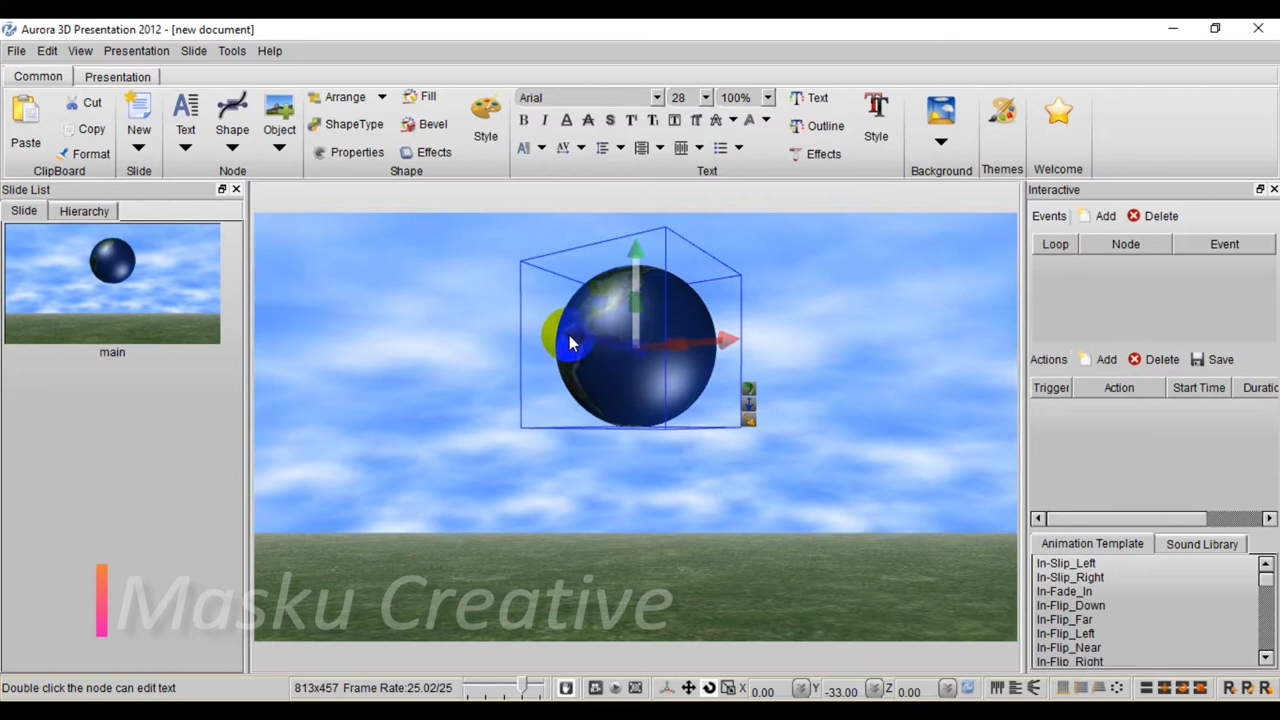 Aurora 3D Presentation 2012 - [new document]
File Edit View Presentation Slide Tools Help
Common Presentation
Paste Cut Copy Format ClipBoard
New Slide
Text Shape Object Node
Arrange ShapeType Properties Fill Bevel Effects Style Shape
Arial 28 100% Text Outline Effects Style Text
Background Themes Welcome
Slide List
Slide Hierarchy
main
Interactive
Events Add Delete
Loop Node Event
Actions Add Delete Save
Trigger Action Start Time Duratio
Animation Template Sound Library
In-Slip_Left
In-Slip_Right
In-Fade_In
In-Flip_Down
In-Flip_Far
In-Flip_Left
In-Flip_Near
In-Flip_Right
Masku Creative
Double click the node can edit text 813x457 Frame Rate:25.02/25 X 0.00 Y -33.00 Z 0.00